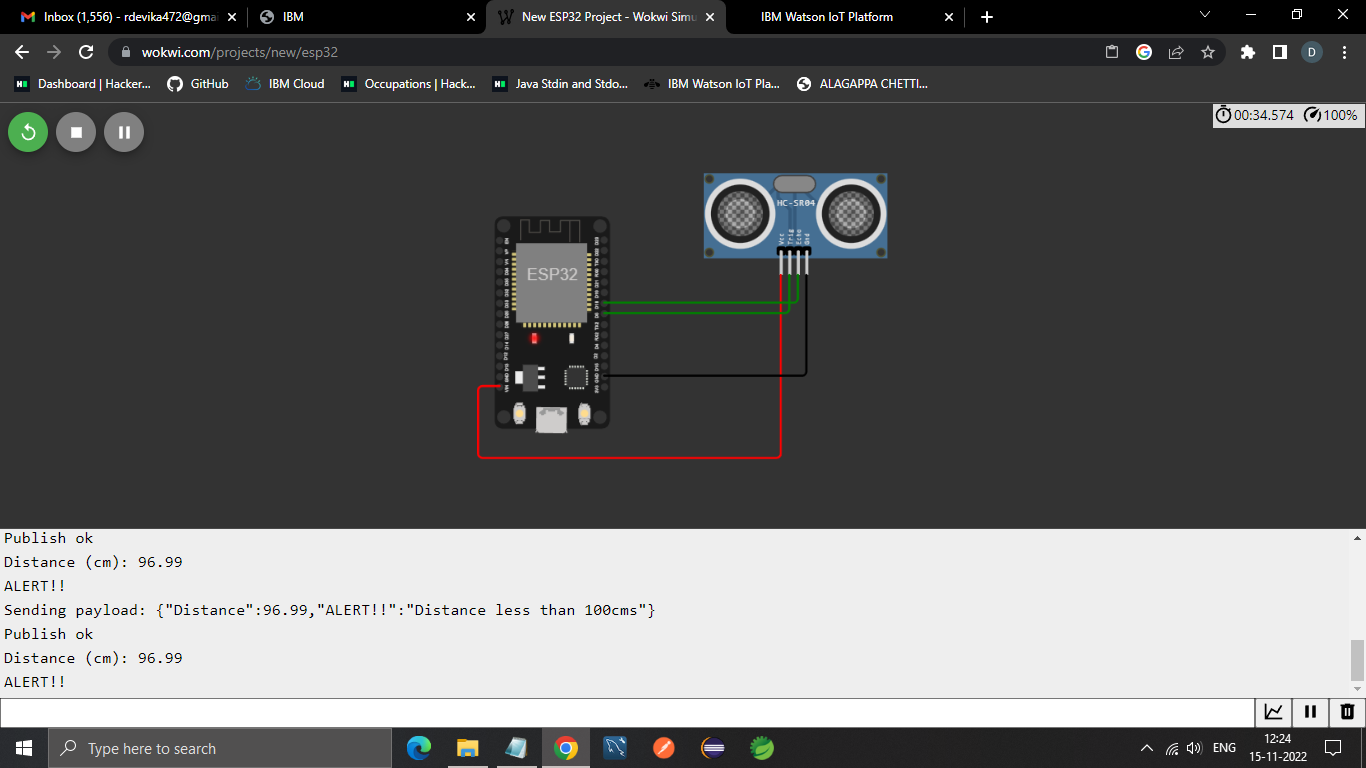 Inbox (1,556) - rdevika472@gma
IBM
New ESP32 Project - Wokwi Simu
IBM Watson IoT Platform
wokwi.com/projects/new/esp32
D
Dashboard | Hacker...
GitHub
IBM Cloud
Occupations | Hack...
Java Stdin and Stdo...
IBM Watson IoT Pla...
ALAGAPPA CHETTI...
00:34.574
100%
HC-SR04
Vcc
Trig
Echo
Gnd
ESP32
Publish ok
Distance (cm): 96.99
ALERT!!
Sending payload: {"Distance":96.99,"ALERT!!":"Distance less than 100cms"}
Publish ok
Distance (cm): 96.99
ALERT!!
Type here to search
ENG
12:24
15-11-2022